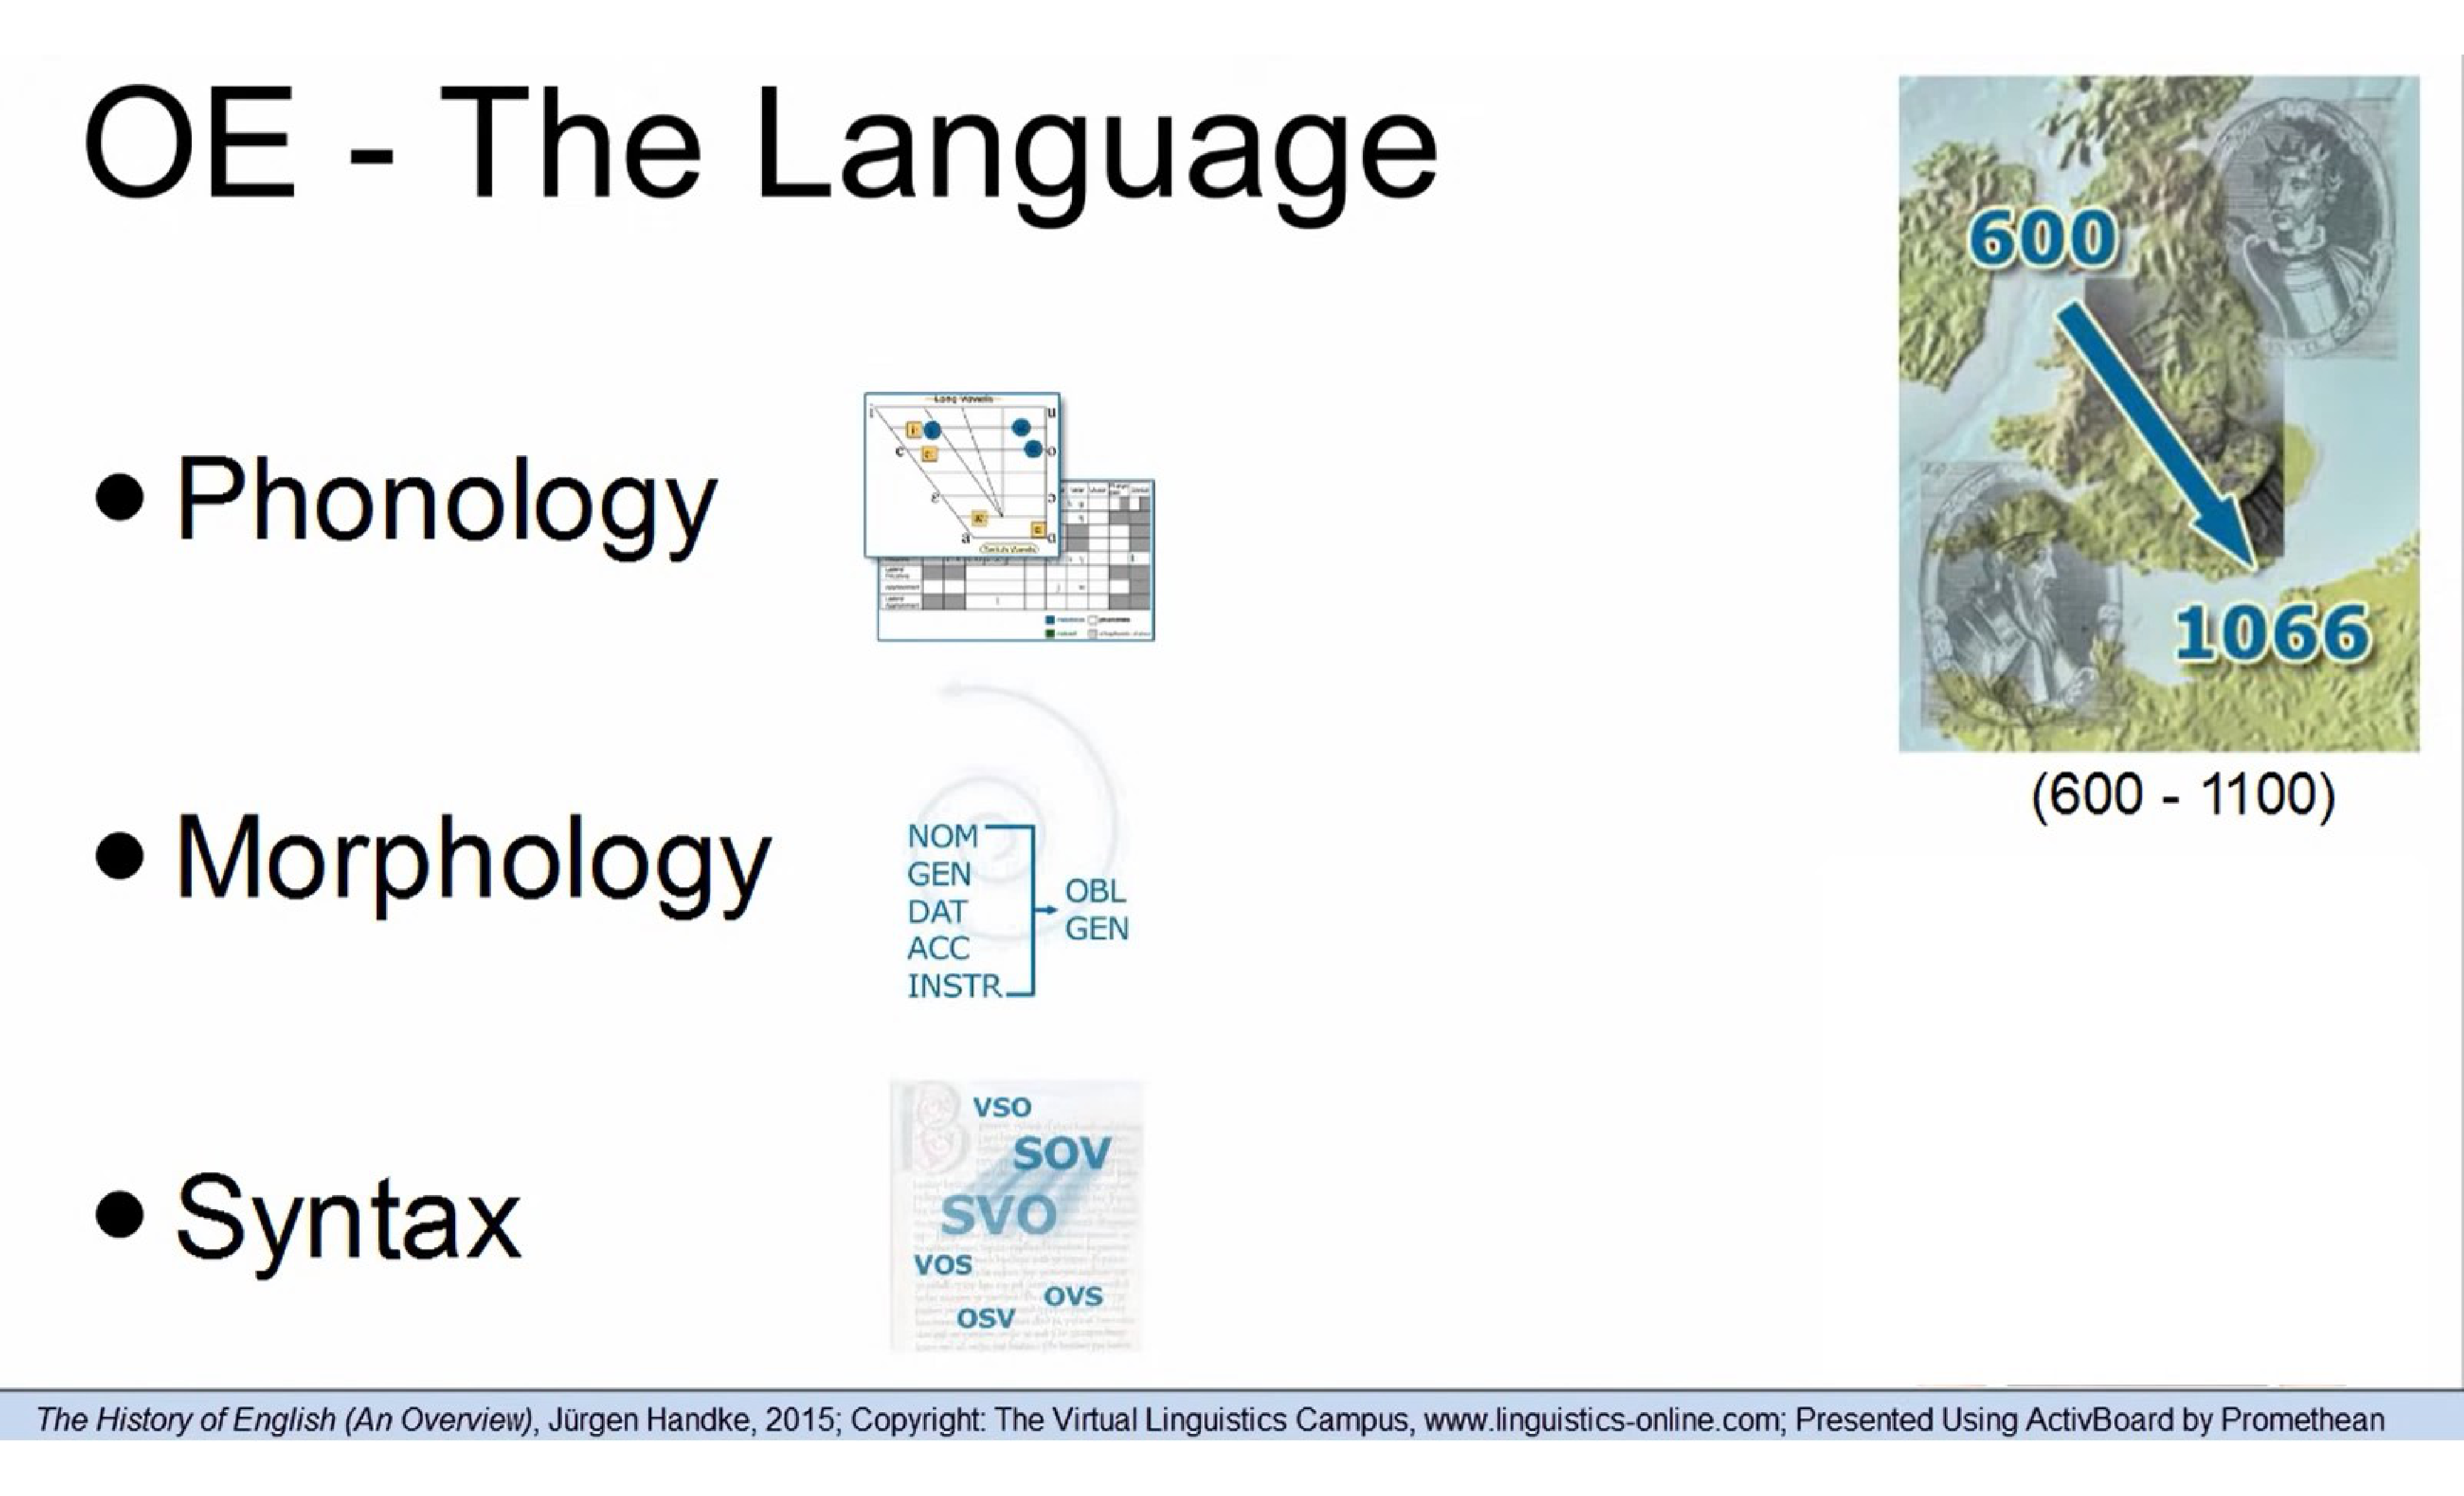 OE - The Language
600
1066
(600 - 1100)
• Phonology
Long Vowels
i
u
e
o
ɛ
ɔ
a
ɑ
• Morphology
NOM
GEN
DAT
ACC
INSTR
OBL
GEN
• Syntax
VSO
SOV
SVO
VOS
OVS
OSV
The History of English (An Overview), Jürgen Handke, 2015; Copyright: The Virtual Linguistics Campus, www.linguistics-online.com; Presented Using ActivBoard by Promethean